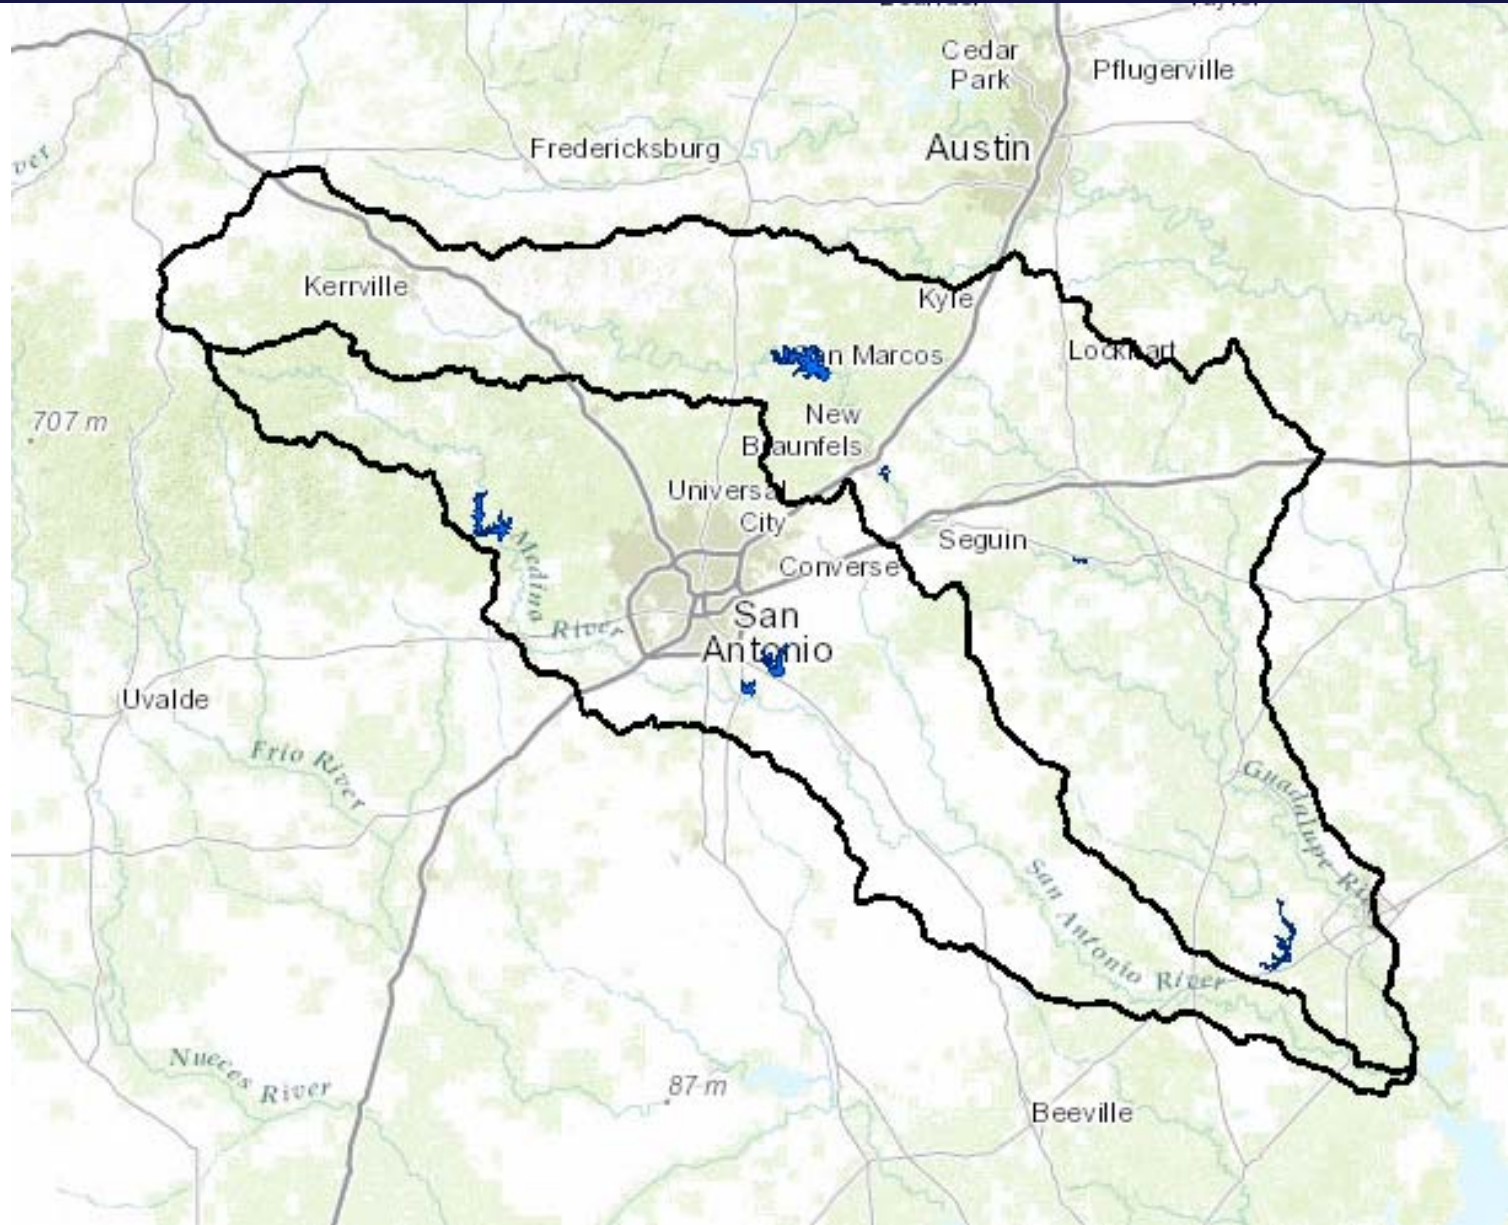 Cedar
Park
Pflugerville
Austin
Fredericksburg
Kerrville
Kyle
Lockhart
San Marcos
707 m
New
Braunfels
Universal
City
Seguin
Converse
Medina River
San
Antonio
Uvalde
Frio River
Guadalupe
San Antonio River
Nueces River
87 m
Beeville